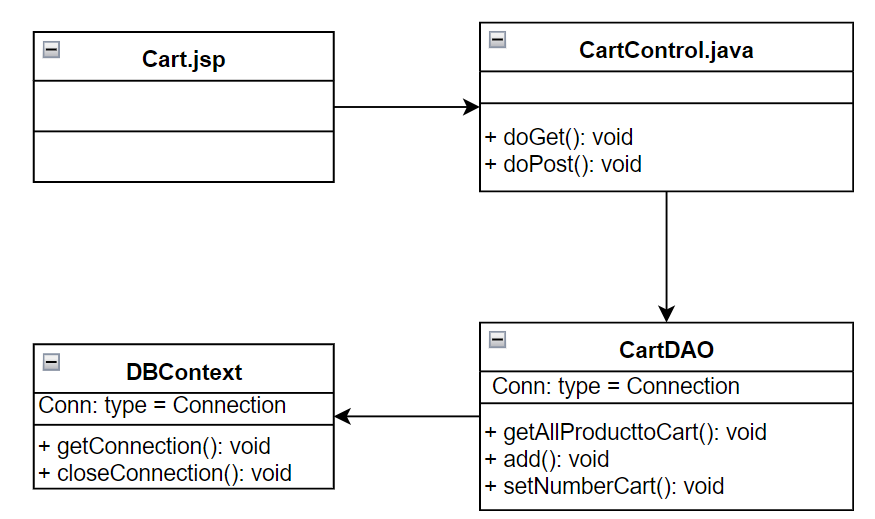 Cart.jsp
CartControl.java
+ doGet(): void
+ doPost(): void
DBContext
Conn: type = Connection
+ getConnection(): void
+ closeConnection(): void
CartDAO
Conn: type = Connection
+ getAllProducttoCart(): void
+ add(): void
+ setNumberCart(): void